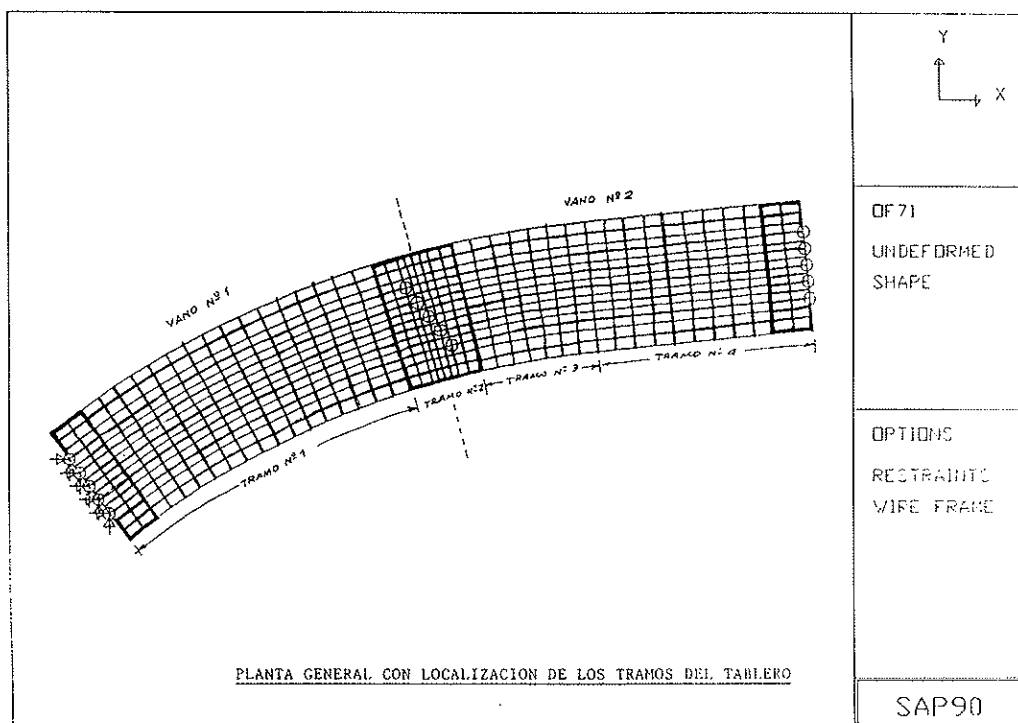 Y
X
OF71
UNDEFORMED
SHAPE
OPTIONS
RESTRAINTS
WIRE FRAME
SAP90
VANO Nº 1
VANO Nº 2
TRAMO Nº 1
TRAMO Nº 2
TRAMO Nº 3
TRAMO Nº 4
PLANTA GENERAL CON LOCALIZACION DE LOS TRAMOS DEL TABLERO